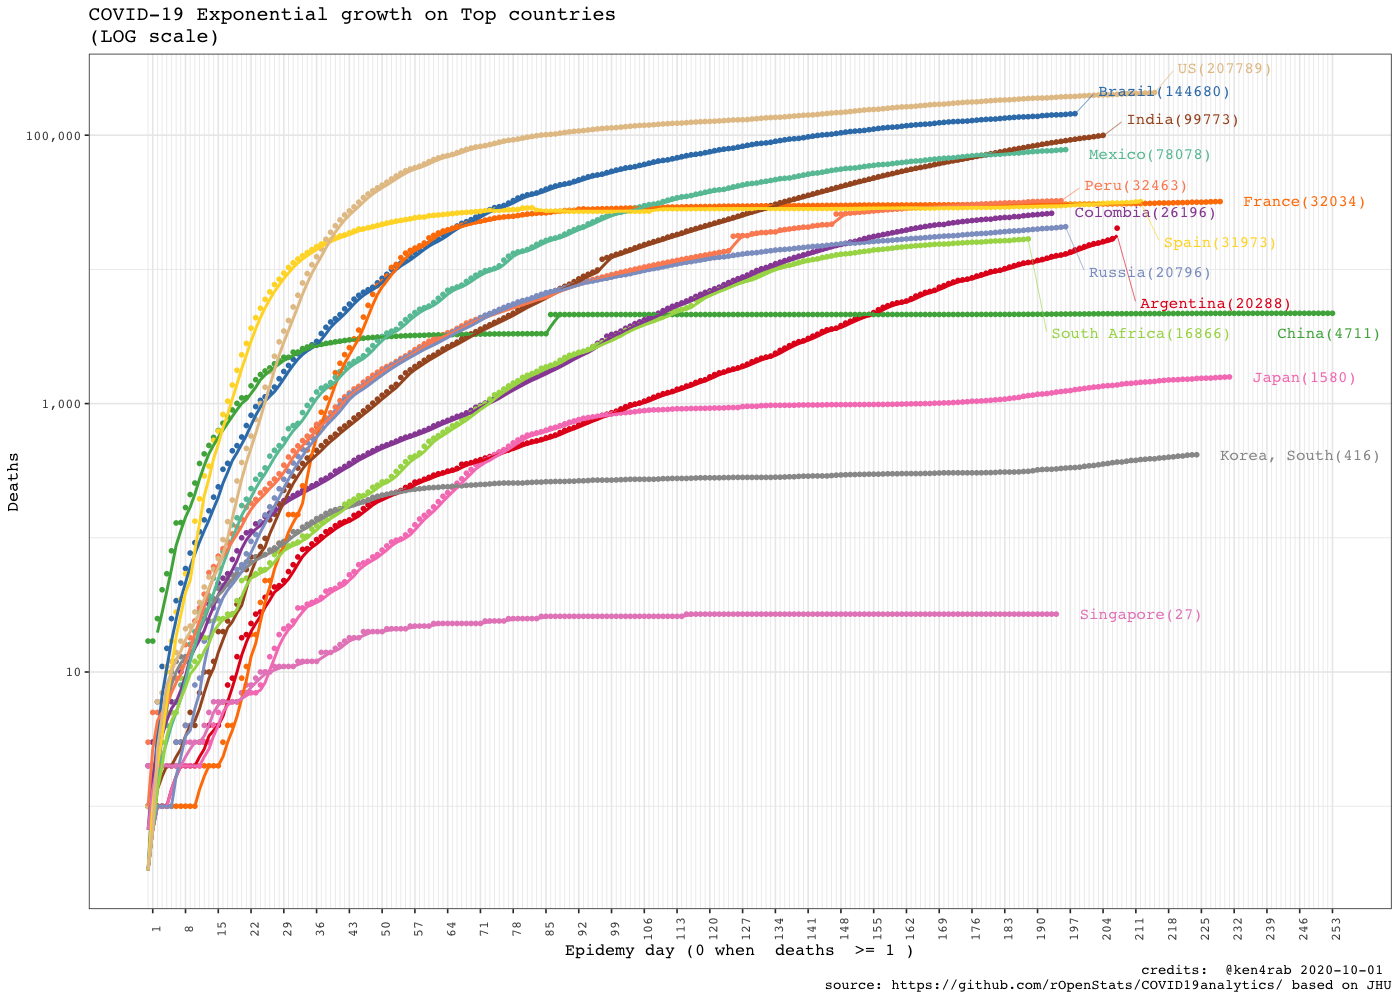 COVID-19 Exponential growth on Top countries
(LOG scale)
US(207789)
Brazil(144680)
India(99773)
Mexico(78078)
Peru(32463)
France(32034)
Colombia(26196)
Spain(31973)
Russia(20796)
Argentina(20288)
South Africa(16866)
China(4711)
Japan(1580)
Korea, South(416)
Singapore(27)
Deaths
100,000
1,000
10
1 8 15 22 29 36 43 50 57 64 71 78 85 92 99 106 113 120 127 134 141 148 155 162 169 176 183 190 197 204 211 218 225 232 239 246 253
Epidemy day (0 when deaths >= 1 )
credits: @ken4rab 2020-10-01
source: https://github.com/rOpenStats/COVID19analytics/ based on JHU